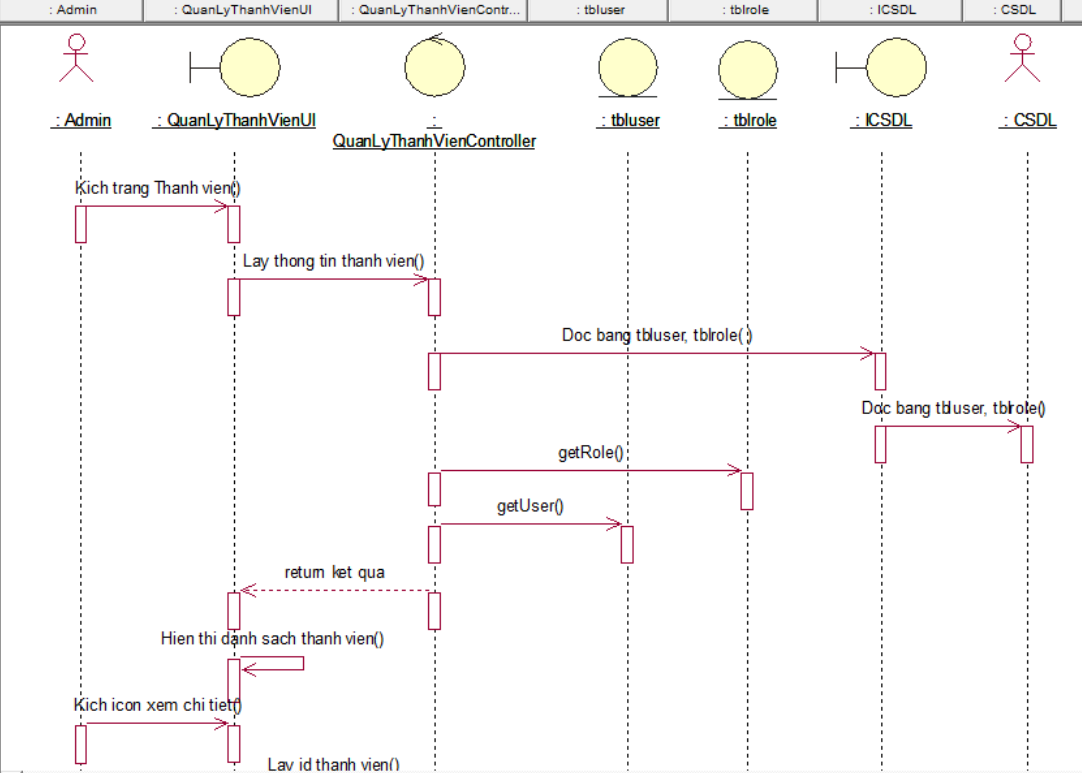 : Admin
: QuanLyThanhVienUI
: QuanLyThanhVienContr...
: tbluser
: tblrole
: ICSDL
: CSDL
: Admin
: QuanLyThanhVienUI
:
QuanLyThanhVienController
: tbluser
: tblrole
: ICSDL
: CSDL
Kich trang Thanh vien()
Lay thong tin thanh vien()
Doc bang tbluser, tblrole( )
Doc bang tbluser, tblrole()
getRole()
getUser()
return ket qua
Hien thi danh sach thanh vien()
Kich icon xem chi tiet()
Lay id thanh vien()